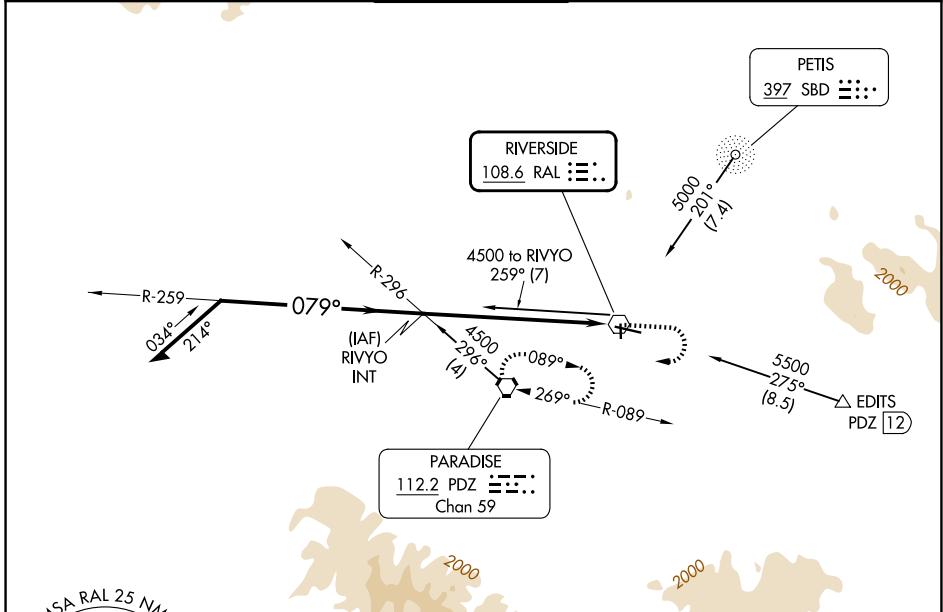 PETIS
397 SBD
RIVERSIDE
108.6 RAL
5000
201°
(7.4)
4500 to RIVYO
259° (7)
R-296
R-259
079°
2000
034°
214°
(IAF)
RIVYO
INT
4500
296°
(4)
089°
269°
R-089
5500
275°
(8.5)
EDITS
PDZ 12
PARADISE
112.2 PDZ
Chan 59
2000
2000
MSA RAL 25 NM